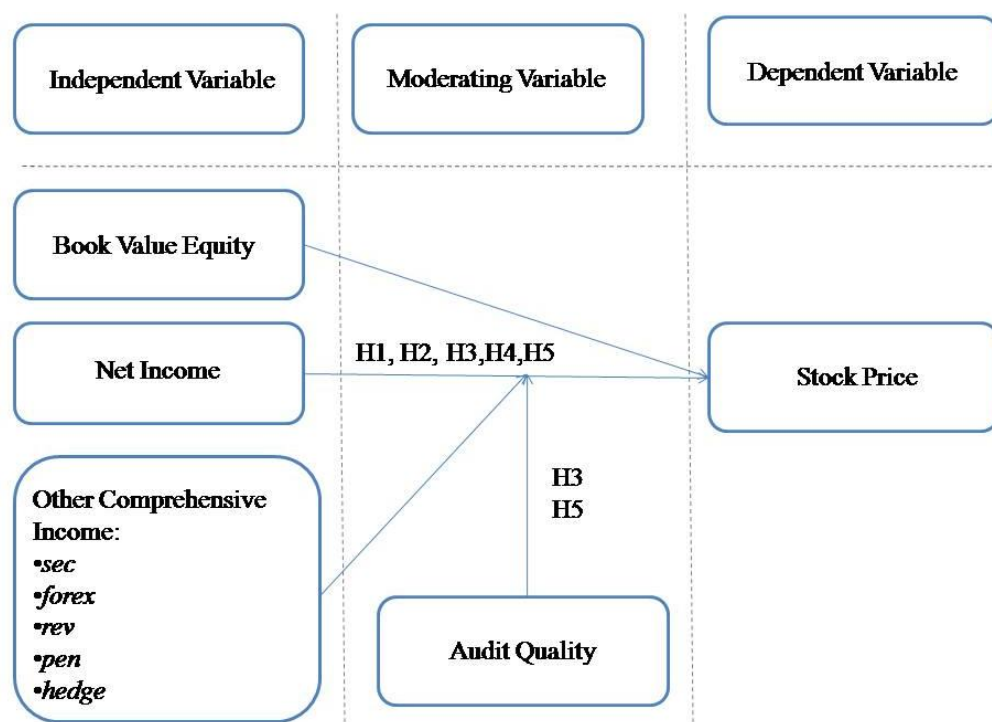 Independent Variable
Moderating Variable
Dependent Variable
Book Value Equity
Net Income
H1, H2, H3,H4,H5
Stock Price
Other Comprehensive
Income:
•sec
•forex
•rev
•pen
•hedge
H3
H5
Audit Quality